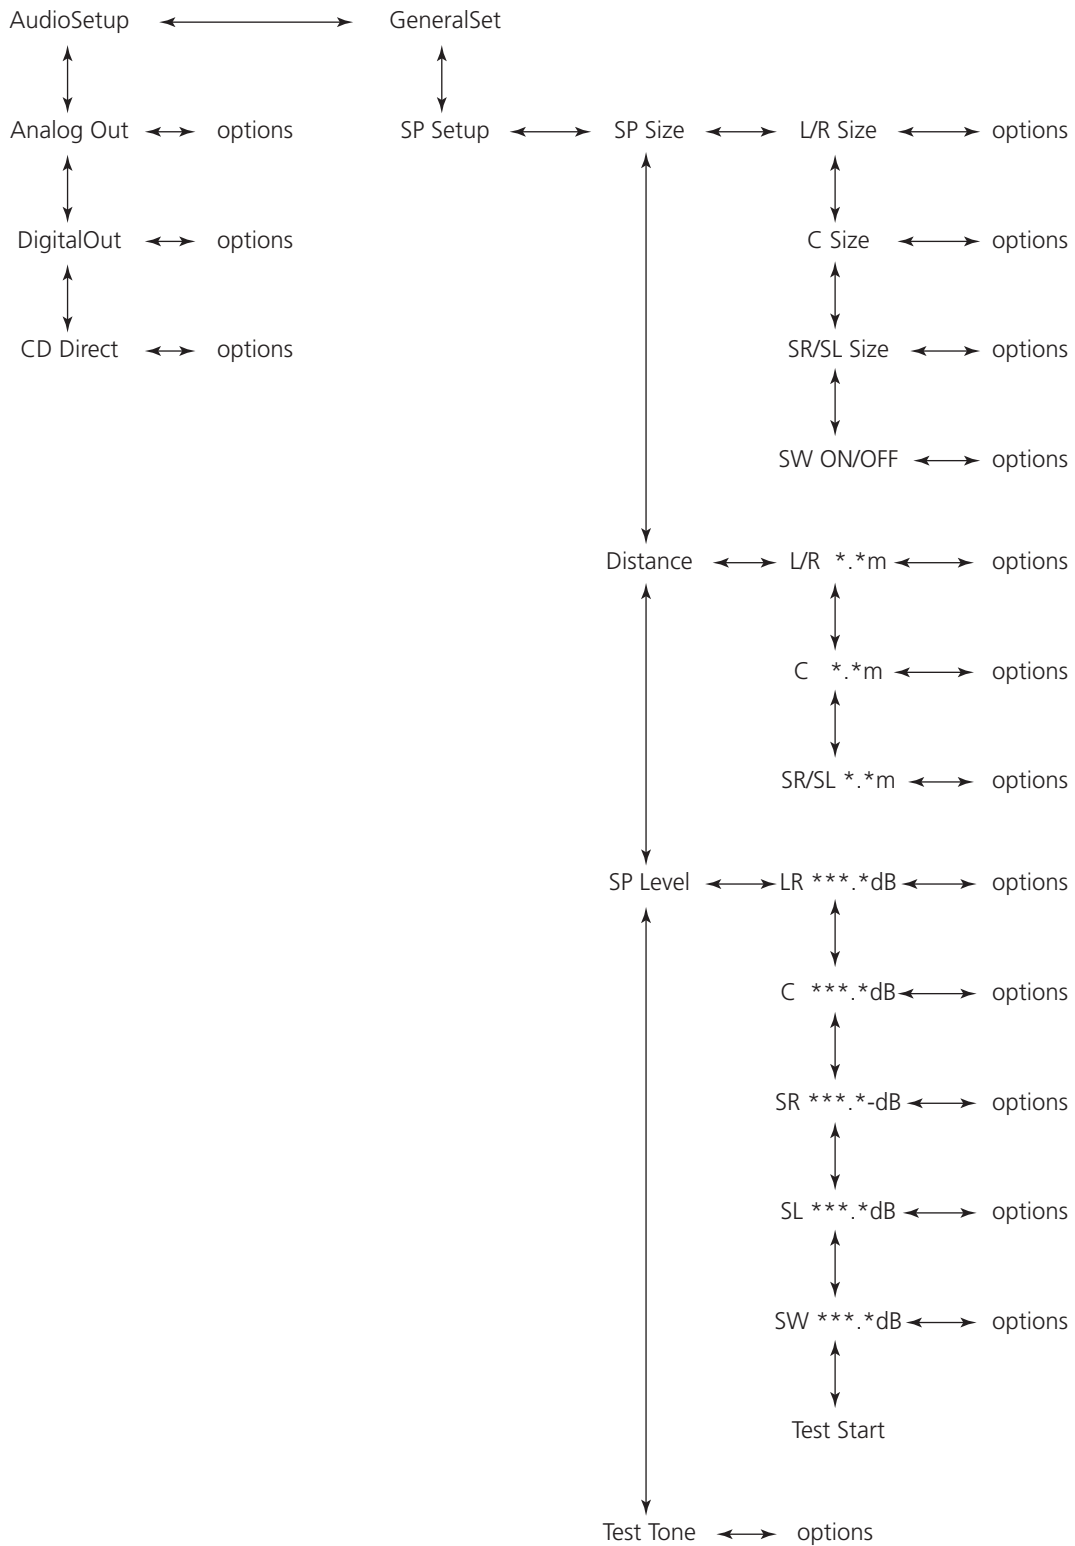 AudioSetup GeneralSet
Analog Out options SP Setup SP Size L/R Size options
DigitalOut options C Size options
CD Direct options SR/SL Size options
SW ON/OFF options
Distance L/R *.*m options
C *.*m options
SR/SL *.*m options
SP Level LR ***.*dB options
C ***.*dB options
SR ***.*-dB options
SL ***.*dB options
SW ***.*dB options
Test Start
Test Tone options